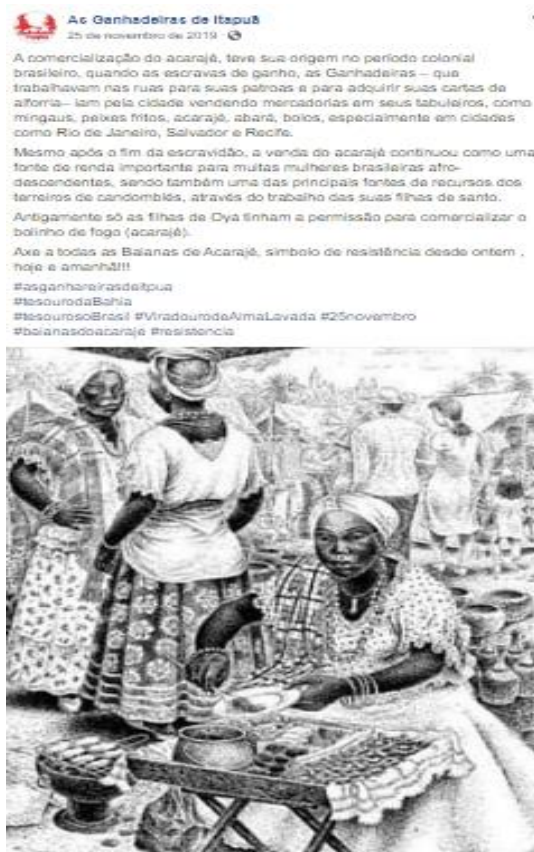 As Ganhadeiras de Itapuã
25 de novembro de 2019 ·
A comercialização do acarajé, teve sua origem no período colonial
brasileiro, quando as escravas de ganho, as Ganhadeiras – que
trabalhavam nas ruas para suas patroas e para adquirir suas cartas de
alforria– iam pela cidade vendendo mercadorias em seus tabuleiros, como
mingaus, peixes fritos, acarajé, abará, bolos, especialmente em cidades
como Rio de Janeiro, Salvador e Recife.
Mesmo após o fim da escravidão, a venda do acarajé continuou como uma
fonte de renda importante para muitas mulheres brasileiras afro-
descendentes, sendo também uma das principais fontes de recursos dos
terreiros de candomblés, através do trabalho das suas filhas de santo.
Antigamente só as filhas de Oyá tinham a permissão para comercializar o
bolinho de fogo (acarajé).
Axe a todas as Baianas de Acarajé, simbolo de resistência desde ontem ,
hoje e amanhã!!!
#asganhareirasdeitpua
#tesourodaBahia
#tesourosoBrasil #ViradourodeAlmaLavada #25novembro
#baianasdoacaraje #resistencia